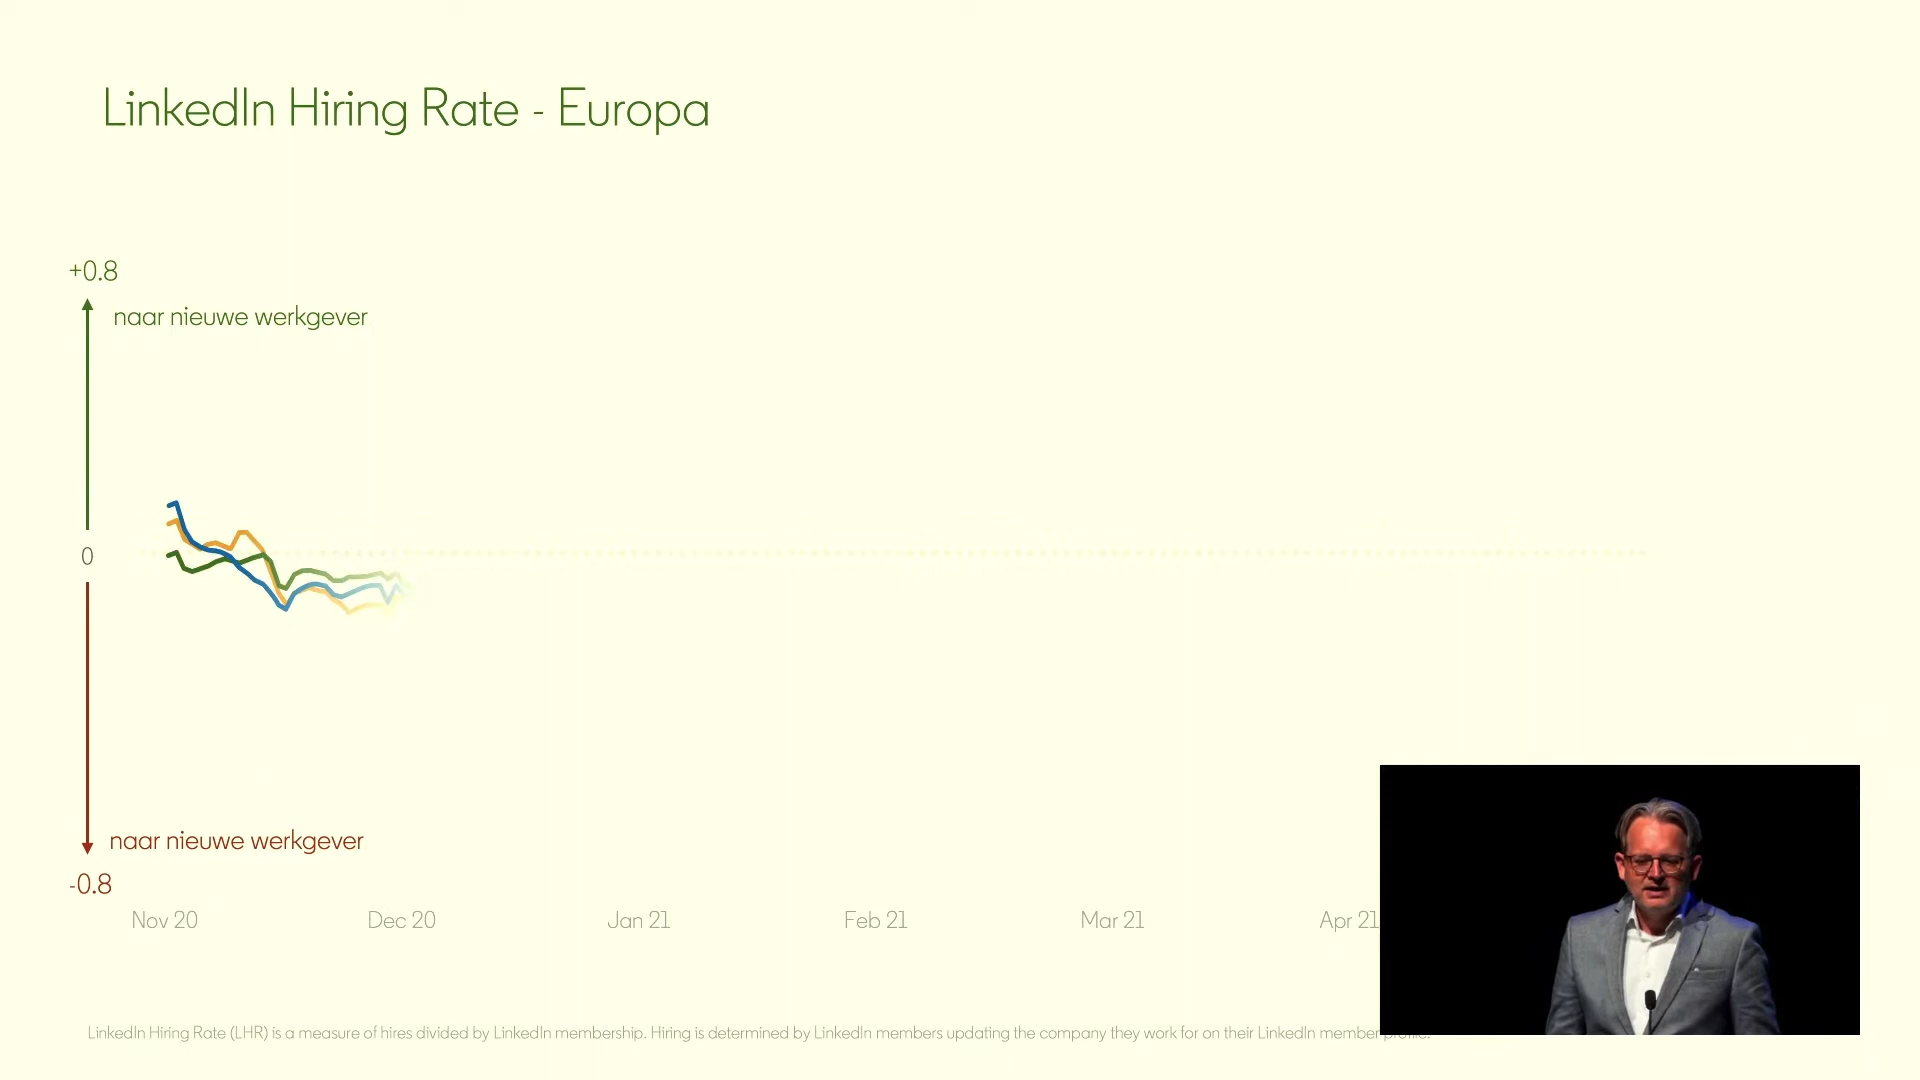 LinkedIn Hiring Rate - Europa
+0.8
naar nieuwe werkgever
0
naar nieuwe werkgever
-0.8
Nov 20 Dec 20 Jan 21 Feb 21 Mar 21 Apr 21
LinkedIn Hiring Rate (LHR) is a measure of hires divided by LinkedIn membership. Hiring is determined by LinkedIn members updating the company they work for on their LinkedIn member profile.